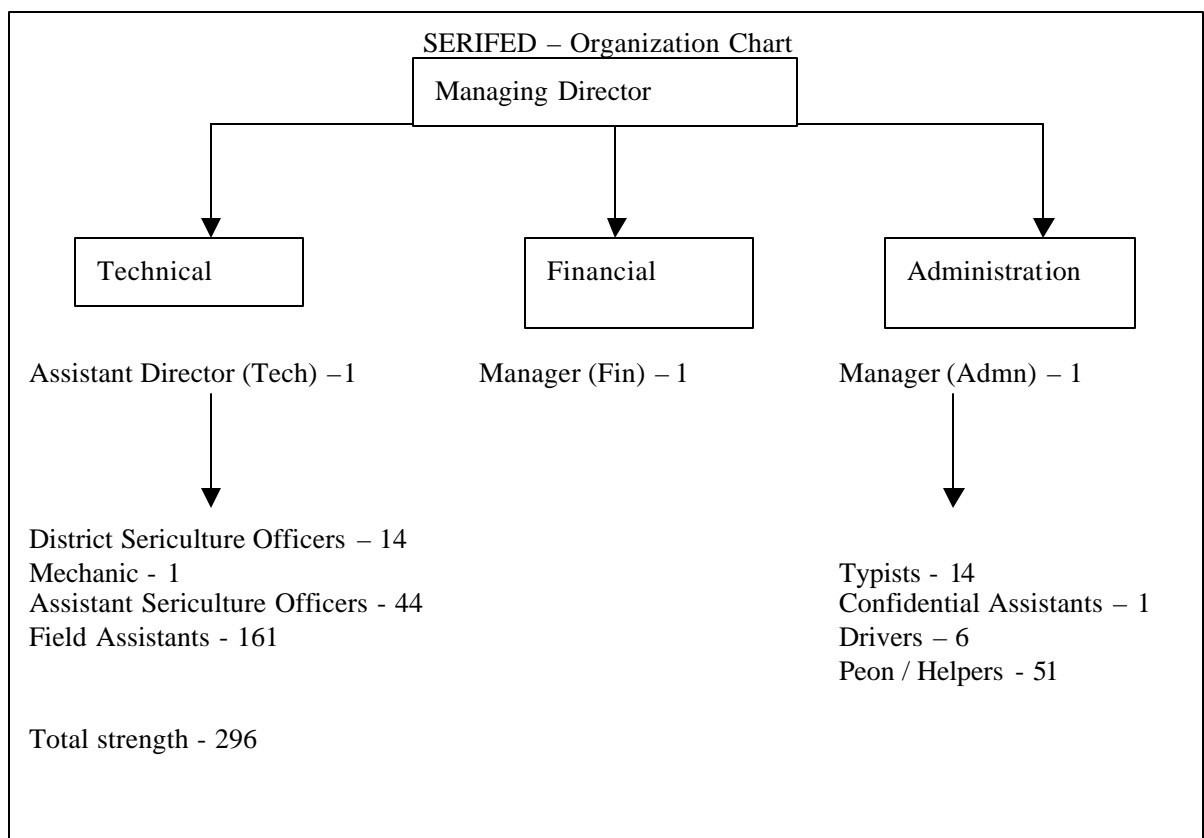 SERIFED – Organization Chart
Managing Director
Technical
Financial
Administration
Assistant Director (Tech) –1
Manager (Fin) – 1
Manager (Admn) – 1
District Sericulture Officers – 14
Mechanic - 1
Assistant Sericulture Officers - 44
Field Assistants - 161
Typists - 14
Confidential Assistants – 1
Drivers – 6
Peon / Helpers - 51
Total strength - 296